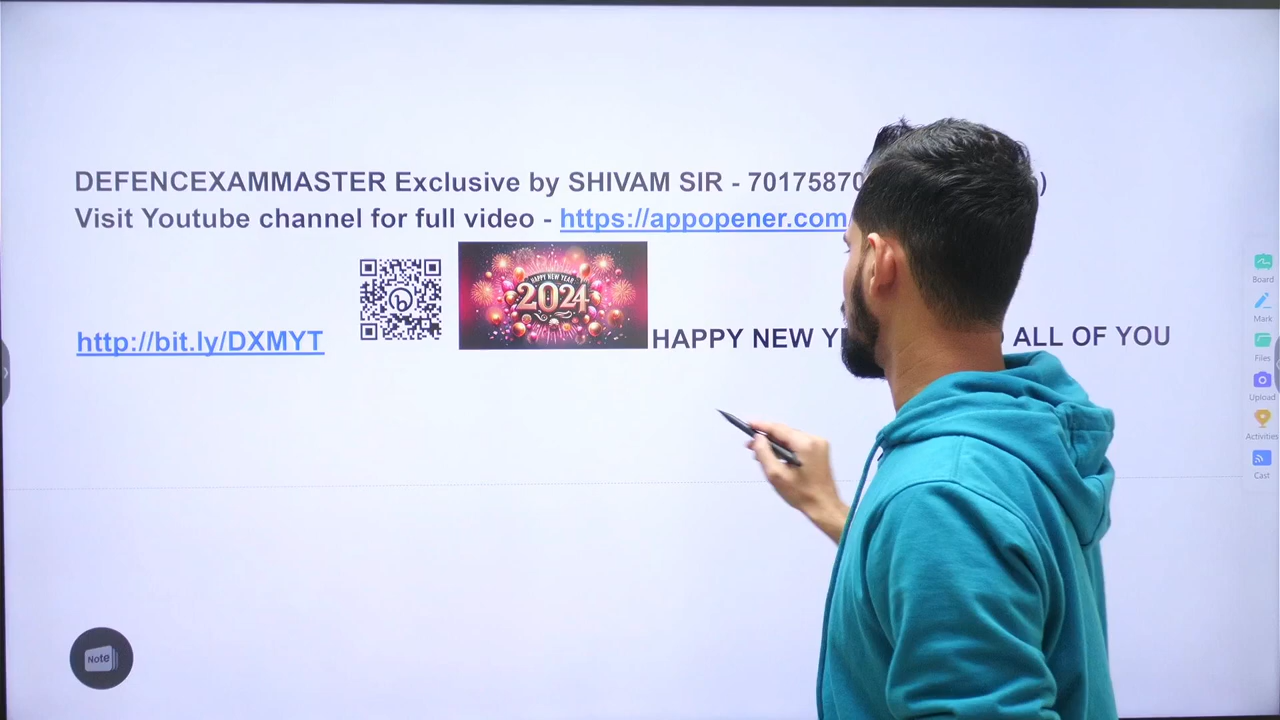 DEFENCEXAMMASTER Exclusive by SHIVAM SIR - 70175870 )
Visit Youtube channel for full video - https://appopener.com
HAPPY NEW YEAR
2024
http://bit.ly/DXMYT
HAPPY NEW ALL OF YOU
Board
Mark
Files
Upload
Activities
Cast
Note